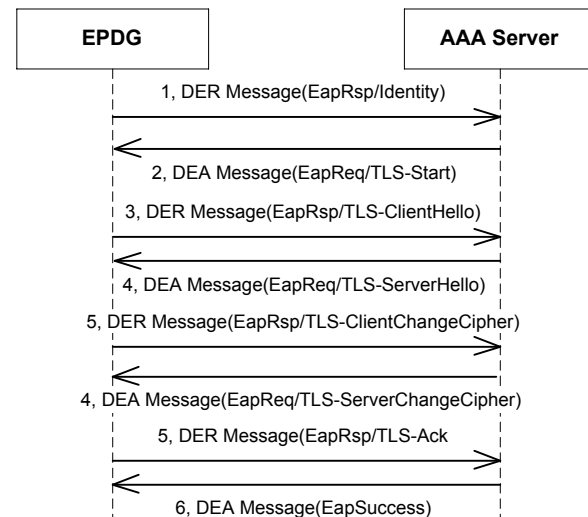 EPDG
AAA Server
1, DER Message(EapRsp/Identity)
2, DEA Message(EapReq/TLS-Start)
3, DER Message(EapRsp/TLS-ClientHello)
4, DEA Message(EapReq/TLS-ServerHello)
5, DER Message(EapRsp/TLS-ClientChangeCipher)
4, DEA Message(EapReq/TLS-ServerChangeCipher)
5, DER Message(EapRsp/TLS-Ack
6, DEA Message(EapSuccess)